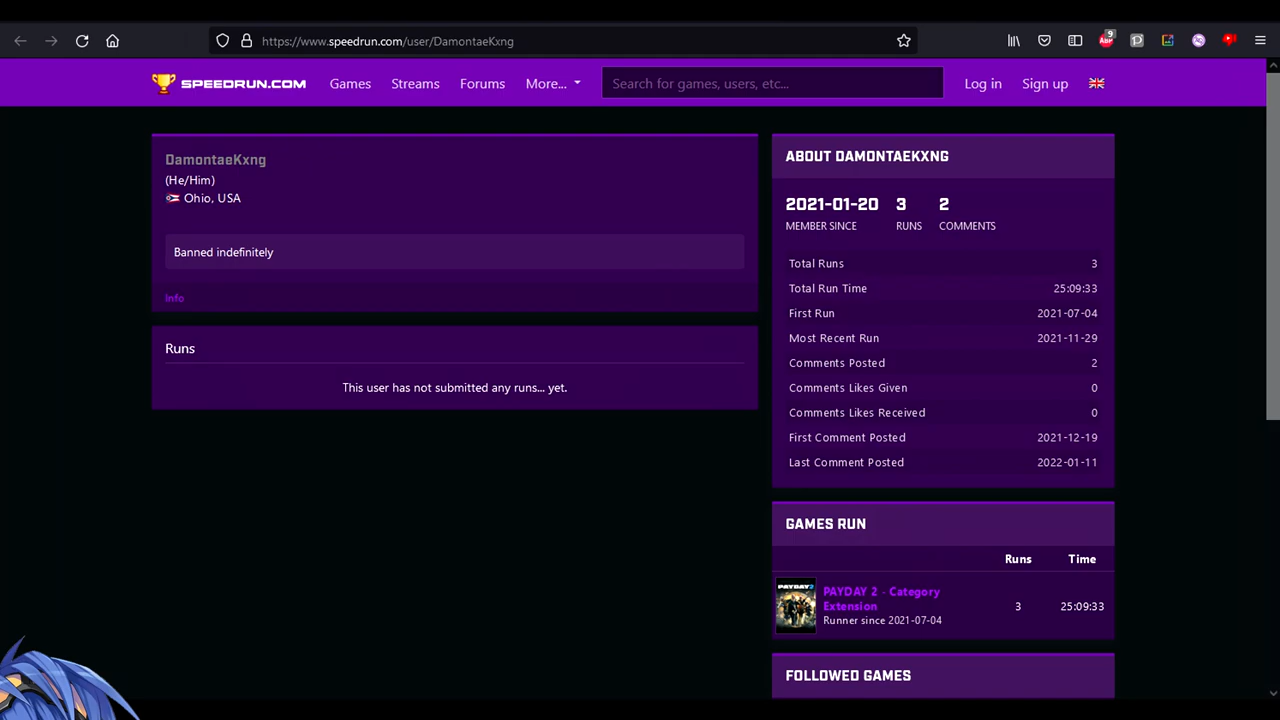 https://www.speedrun.com/user/DamontaeKxng
9
ABP
SPEEDRUN.COM
Games
Streams
Forums
More...
Search for games, users, etc...
Log in
Sign up
DamontaeKxng
(He/Him)
Ohio, USA
Banned indefinitely
Info
Runs
This user has not submitted any runs... yet.
ABOUT DAMONTAEKXNG
2021-01-20 3 2
MEMBER SINCE RUNS COMMENTS
Total Runs 3
Total Run Time 25:09:33
First Run 2021-07-04
Most Recent Run 2021-11-29
Comments Posted 2
Comments Likes Given 0
Comments Likes Received 0
First Comment Posted 2021-12-19
Last Comment Posted 2022-01-11
GAMES RUN
Runs Time
PAYDAY 2
PAYDAY 2 - Category
Extension
Runner since 2021-07-04
3 25:09:33
FOLLOWED GAMES